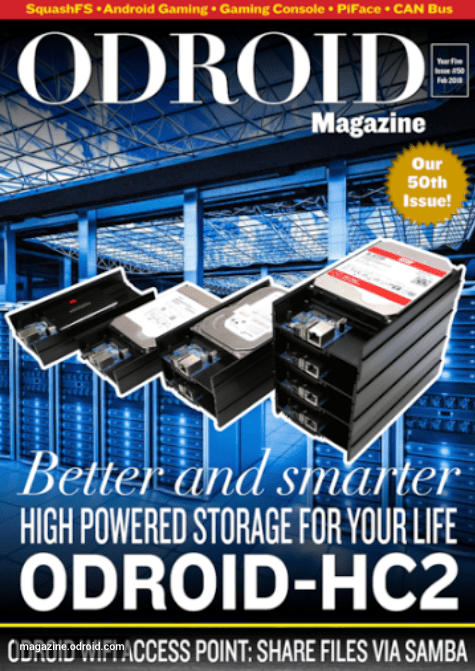 SquashFS • Android Gaming • Gaming Console • PiFace • CAN Bus
ODROID
Year Five
Issue #50
Feb 2018
Magazine
Our
50th
Issue!
Better and smarter
HIGH POWERED STORAGE FOR YOUR LIFE
ODROID-HC2
ODROID WIFI ACCESS POINT: SHARE FILES VIA SAMBA
magazine.odroid.com